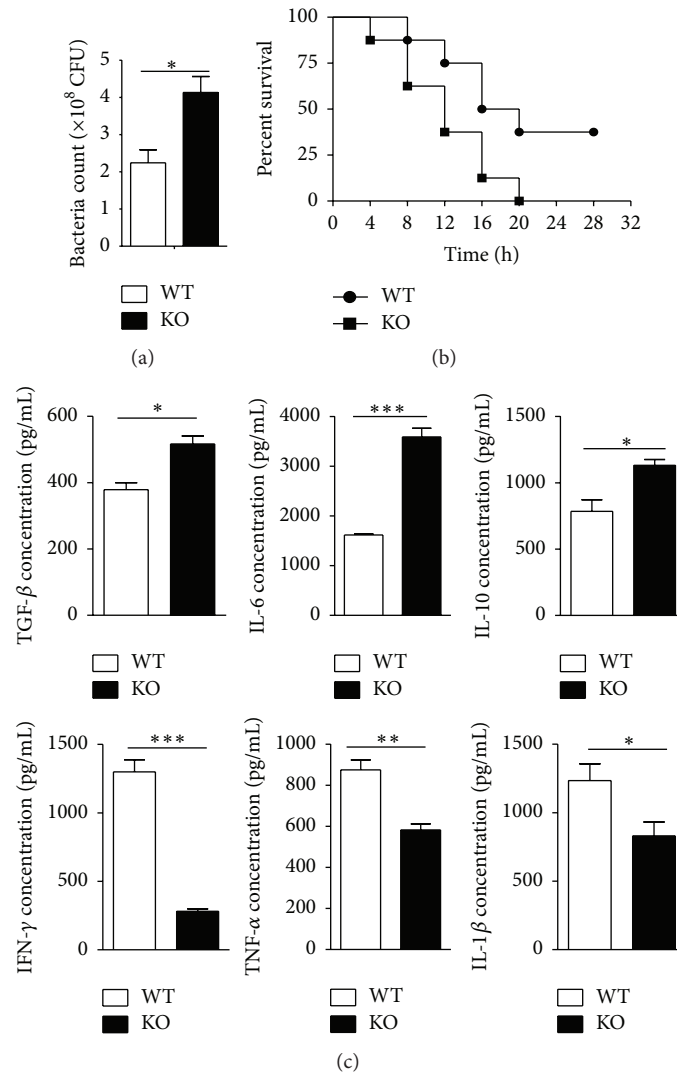 Bacteria count (×10⁸ CFU)
5
4
3
2
1
0
*
WT
KO
(a)
Percent survival
100
75
50
25
0
0 4 8 12 16 20 24 28 32
Time (h)
WT
KO
(b)
TGF-β concentration (pg/mL)
600
400
200
0
*
WT
KO
IL-6 concentration (pg/mL)
4000
3000
2000
1000
0
***
WT
KO
IL-10 concentration (pg/mL)
1500
1000
500
0
*
WT
KO
IFN-γ concentration (pg/mL)
1500
1000
500
0
***
WT
KO
TNF-α concentration (pg/mL)
1000
800
600
400
200
0
**
WT
KO
IL-1β concentration (pg/mL)
1500
1000
500
0
*
WT
KO
(c)